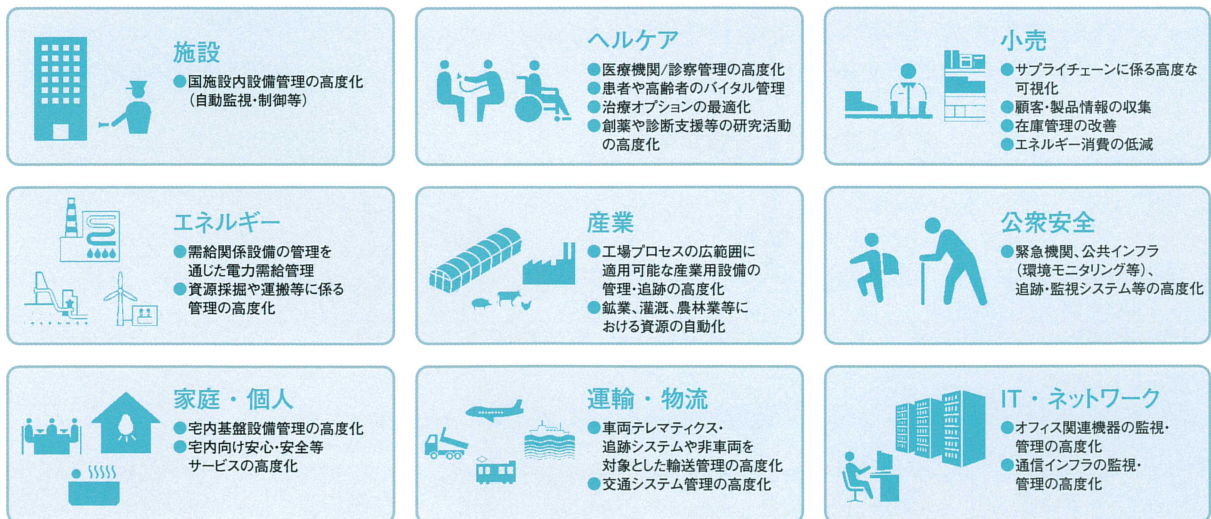 施設
●国施設内設備管理の高度化
（自動監視・制御等）
ヘルケア
●医療機関/診察管理の高度化
●患者や高齢者のバイタル管理
●治療オプションの最適化
●創薬や診断支援等の研究活動
の高度化
小売
●サプライチェーンに係る高度な
可視化
●顧客・製品情報の収集
●在庫管理の改善
●エネルギー消費の低減
エネルギー
●需給関係設備の管理を
通じた電力需給管理
●資源採掘や運搬等に係る
管理の高度化
産業
●工場プロセスの広範囲に
適用可能な産業用設備の
管理・追跡の高度化
●鉱業、灌漑、農林業等に
おける資源の自動化
公衆安全
●緊急機関、公共インフラ
（環境モニタリング等）、
追跡・監視システム等の高度化
家庭・個人
●宅内基盤設備管理の高度化
●宅内向け安心・安全等
サービスの高度化
運輸・物流
●車両テレマティクス・
追跡システムや非車両を
対象とした輸送管理の高度化
●交通システム管理の高度化
IT・ネットワーク
●オフィス関連機器の監視・
管理の高度化
●通信インフラの監視・
管理の高度化